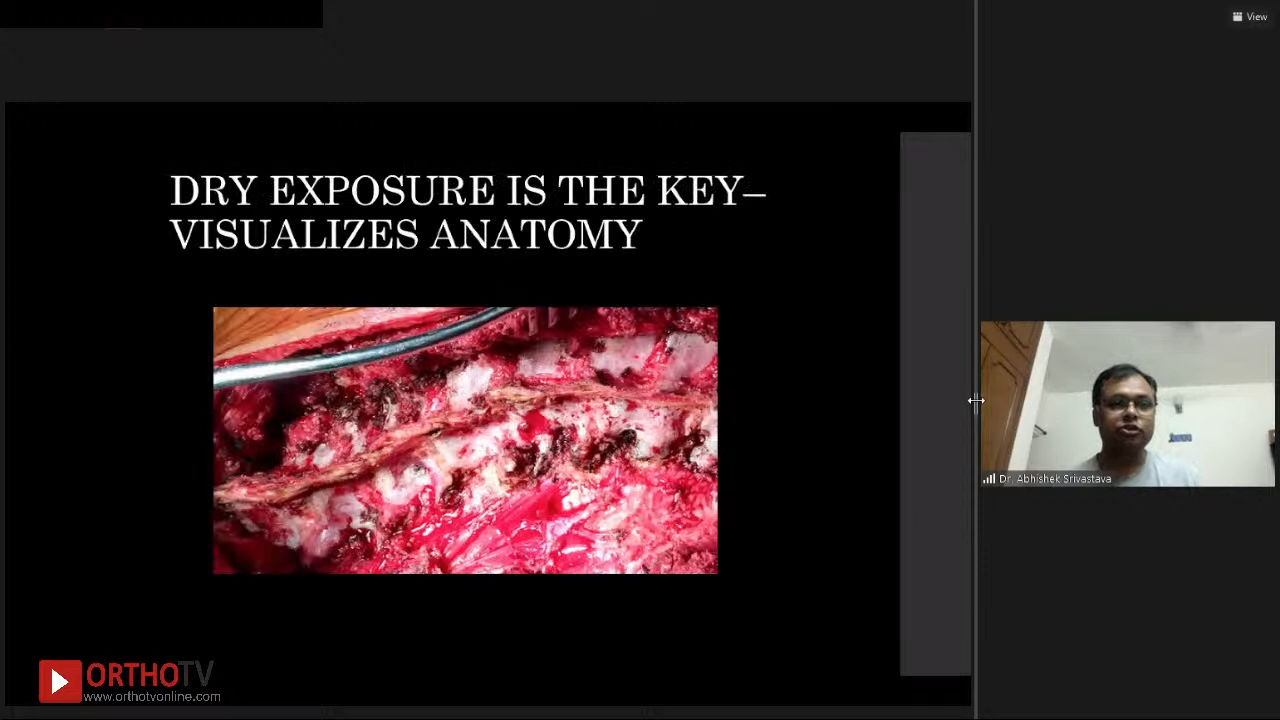 View
DRY EXPOSURE IS THE KEY–
VISUALIZES ANATOMY
Dr. Abhishek Srivastava
ORTHOTV
www.orthotvonline.com